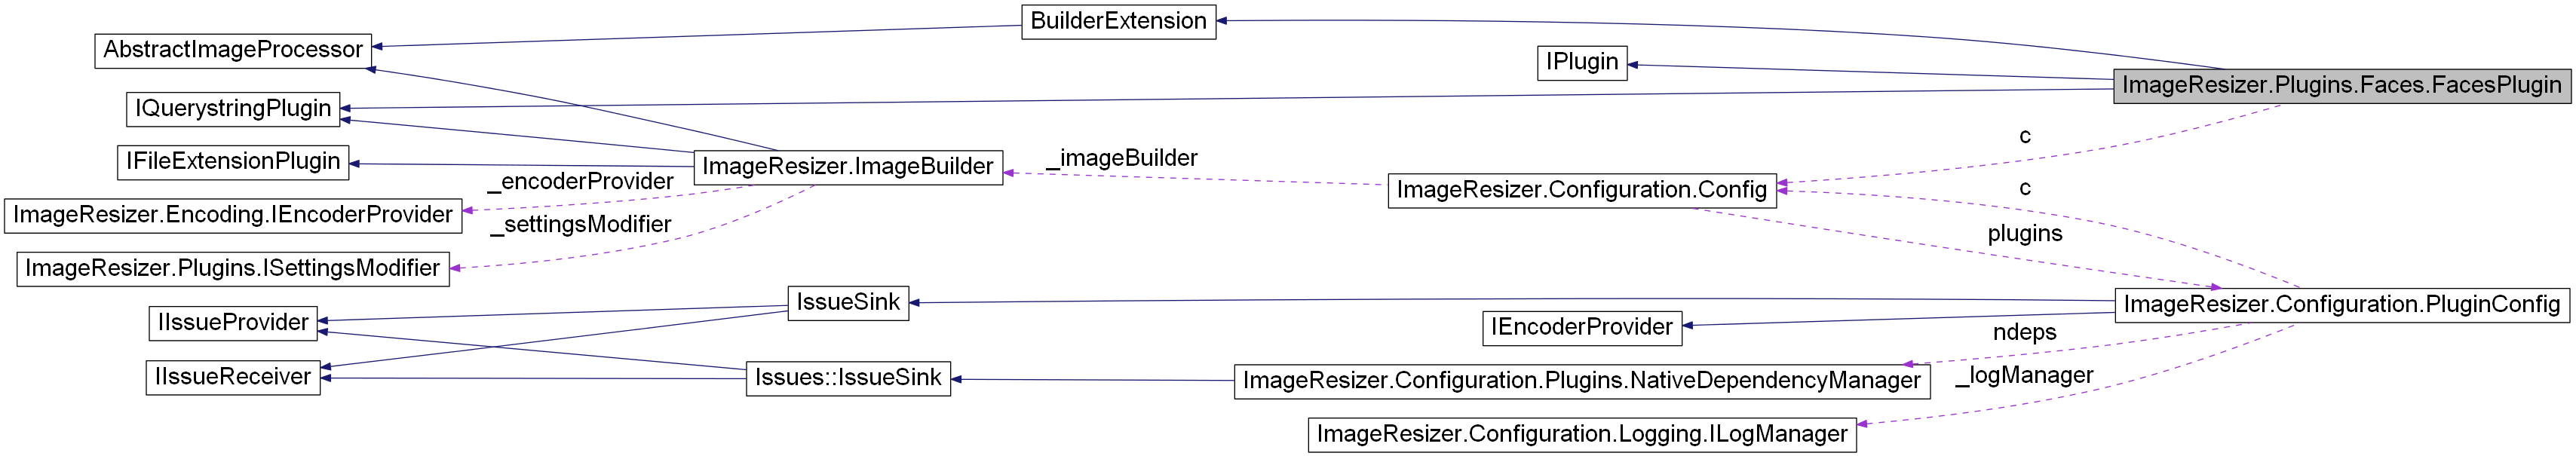 BuilderExtension
AbstractImageProcessor
IPlugin
ImageResizer.Plugins.Faces.FacesPlugin
IQuerystringPlugin
c
IFileExtensionPlugin
ImageResizer.ImageBuilder
_imageBuilder
_encoderProvider
ImageResizer.Configuration.Config
c
ImageResizer.Encoding.IEncoderProvider
_settingsModifier
plugins
ImageResizer.Plugins.ISettingsModifier
IssueSink
ImageResizer.Configuration.PluginConfig
IIssueProvider
IEncoderProvider
ndeps
IIssueReceiver
Issues::IssueSink
ImageResizer.Configuration.Plugins.NativeDependencyManager
_logManager
ImageResizer.Configuration.Logging.ILogManager